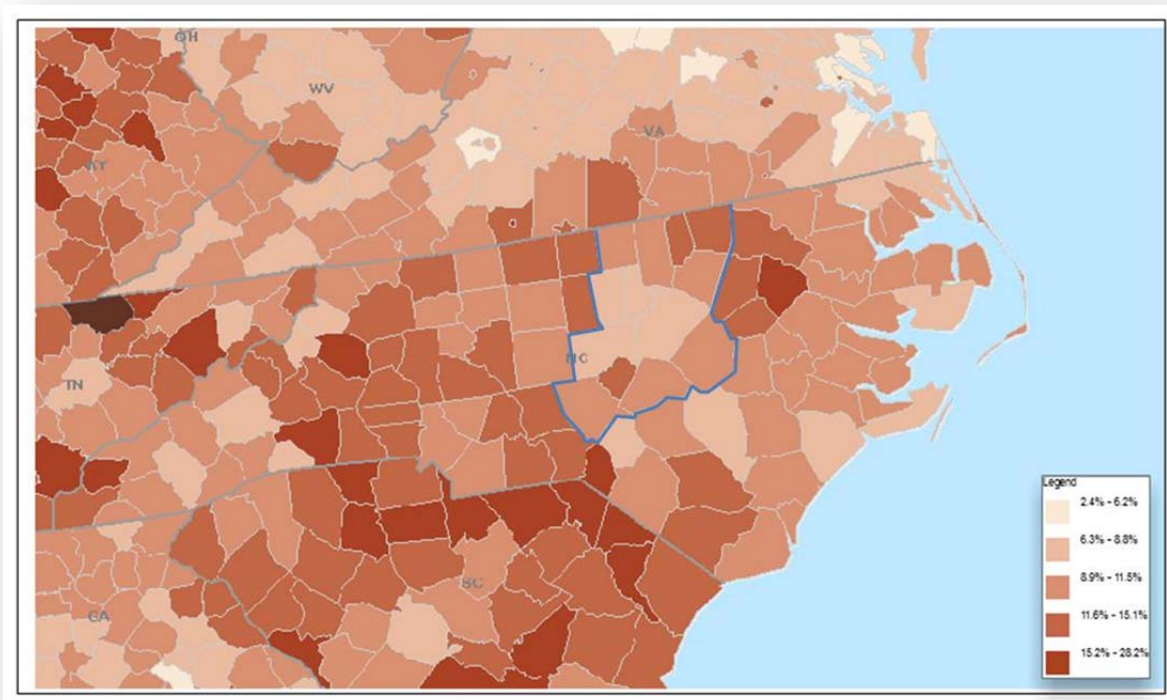 OH
WV
VA
KY
NC
TN
SC
GA
Legend
2.4% - 6.2%
6.3% - 8.8%
8.9% - 11.5%
11.6% - 15.1%
15.2% - 28.2%